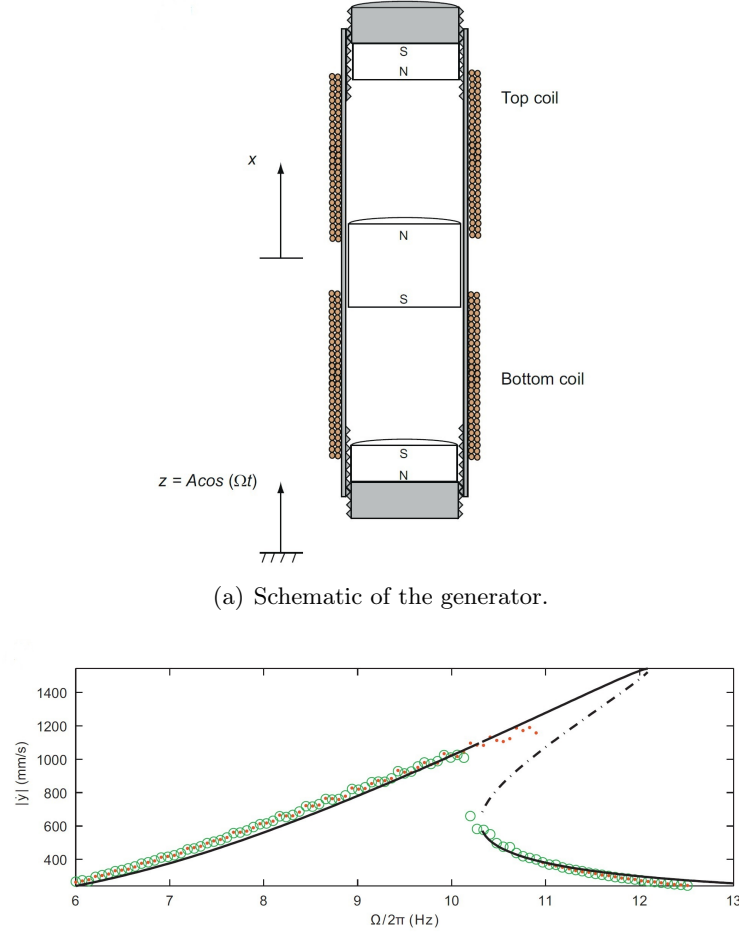 S
N
Top coil
x
N
S
Bottom coil
S
N
z = Acos (Ωt)
(a) Schematic of the generator.
1400
1200
1000
800
600
400
|ẏ| (mm/s)
6 7 8 9 10 11 12 13
Ω/2π (Hz)